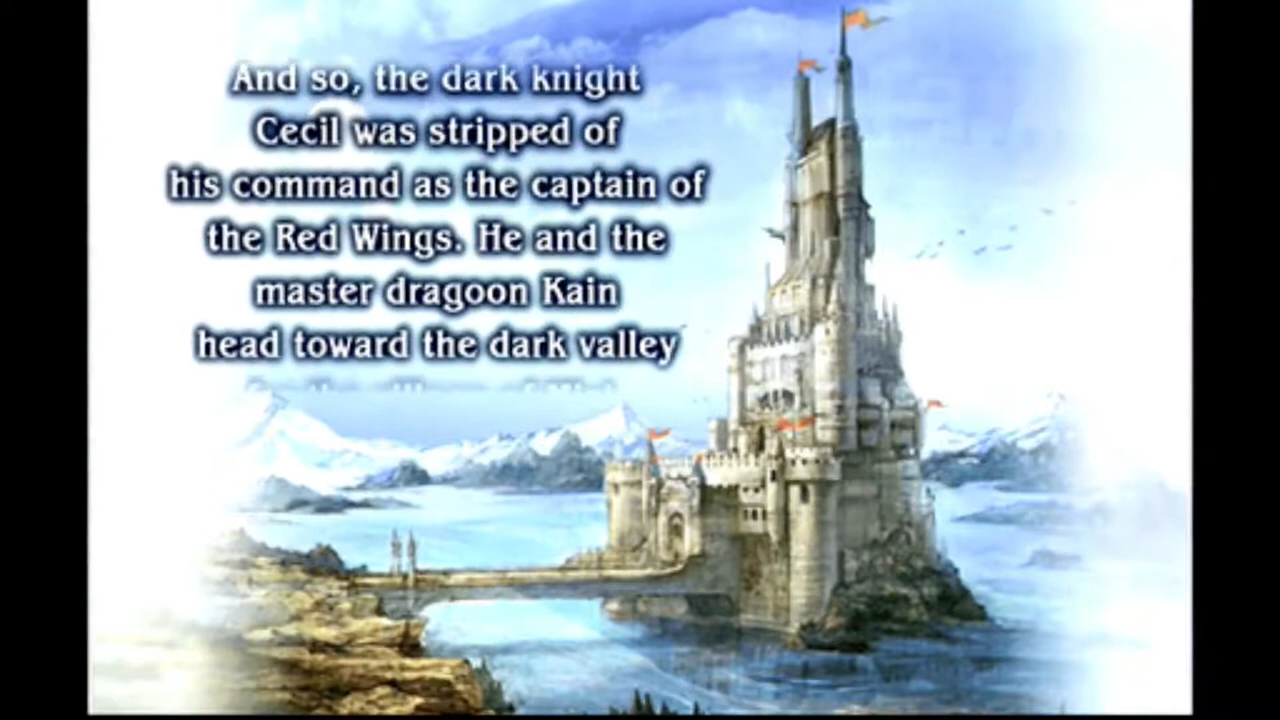 And so, the dark knight
Cecil was stripped of
his command as the captain of
the Red Wings. He and the
master dragoon Kain
head toward the dark valley